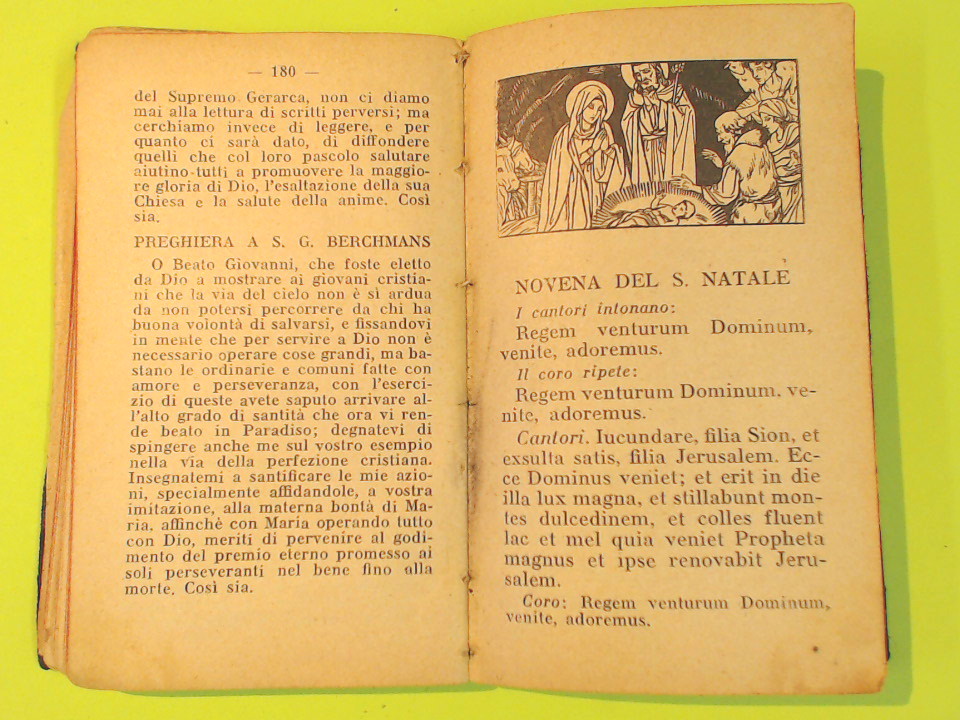 — 180 —
del Supremo Gerarca, non ci diamo
mai alla lettura di scritti perversi; ma
cerchiamo invece di leggere, e per
quanto ci sarà dato, di diffondere
quelli che col loro pascolo salutare
aiutino tutti a promuovere la maggio-
re gloria di Dio, l'esaltazione della sua
Chiesa e la salute della anime. Così
sia.
PREGHIERA A S. G. BERCHMANS
O Beato Giovanni, che foste eletto
da Dio a mostrare ai giovani cristia-
ni che la via del cielo non è sì ardua
da non potersi percorrere da chi ha
buona volontà di salvarsi, e fissandovi
in mente che per servire a Dio non è
necessario operare cose grandi, ma ba-
stano le ordinarie e comuni fatte con
amore e perseveranza, con l'eserci-
zio di queste avete saputo arrivare al-
l'alto grado di santità che ora vi ren-
de beato in Paradiso; degnatevi di
spingere anche me sul vostro esempio
nella via della perfezione cristiana.
Insegnatemi a santificare le mie azio-
ni, specialmente affidandole, a vostra
imitazione, alla materna bontà di Ma-
ria, affinchè con Maria operando tutto
con Dio, meriti di pervenire al godi-
mento del premio eterno promesso ai
soli perseveranti nel bene fino alla
morte. Così sia.
NOVENA DEL S. NATALE
I cantori intonano:
Regem venturum Dominum,
venite, adoremus.
Il coro ripete:
Regem venturum Dominum, ve-
nite, adoremus.
Cantori. Iucundare, filia Sion, et
exsulta satis, filia Jerusalem. Ec-
ce Dominus veniet; et erit in die
illa lux magna, et stillabunt mon-
tes dulcedinem, et colles fluent
lac et mel quia veniet Propheta
magnus et ipse renovabit Jeru-
salem.
Coro: Regem venturum Dominum,
venite, adoremus.